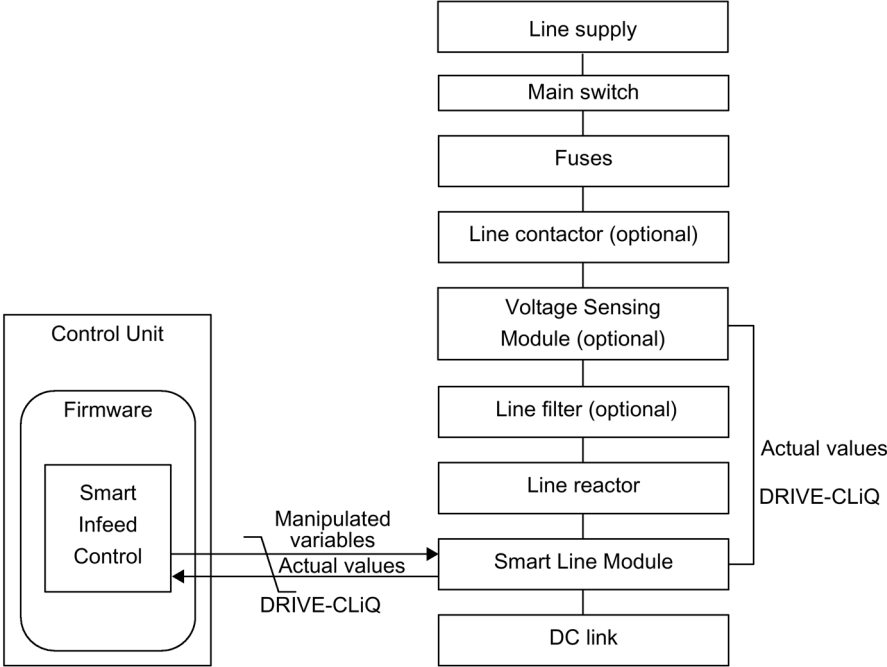 Line supply
Main switch
Fuses
Line contactor (optional)
Voltage Sensing
Module (optional)
Line filter (optional)
Line reactor
Smart Line Module
DC link
Actual values
DRIVE-CLiQ
Control Unit
Firmware
Smart
Infeed
Control
Manipulated
variables
Actual values
DRIVE-CLiQ